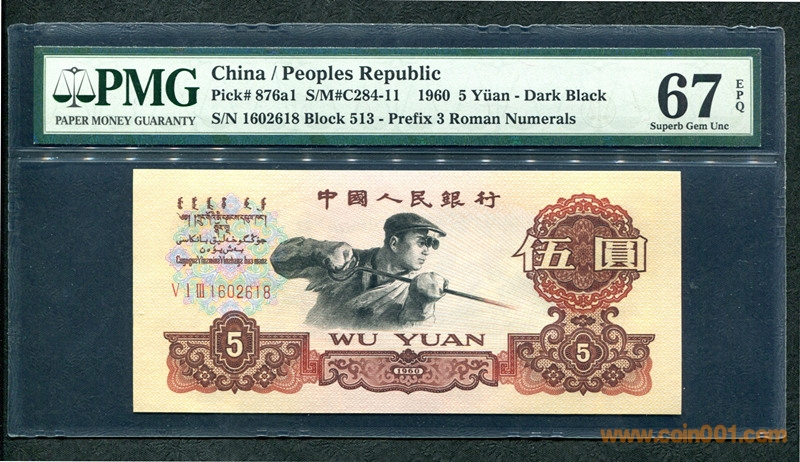 PMG
PAPER MONEY GUARANTY
China / Peoples Republic
Pick# 876a1 S/M#C284-11 1960 5 Yüan - Dark Black
S/N 1602618 Block 513 - Prefix 3 Roman Numerals
67 EPQ
Superb Gem Unc
中國人民銀行
V I III 1602618
伍圓
5
WU YUAN
1960
5
www.coin001.com